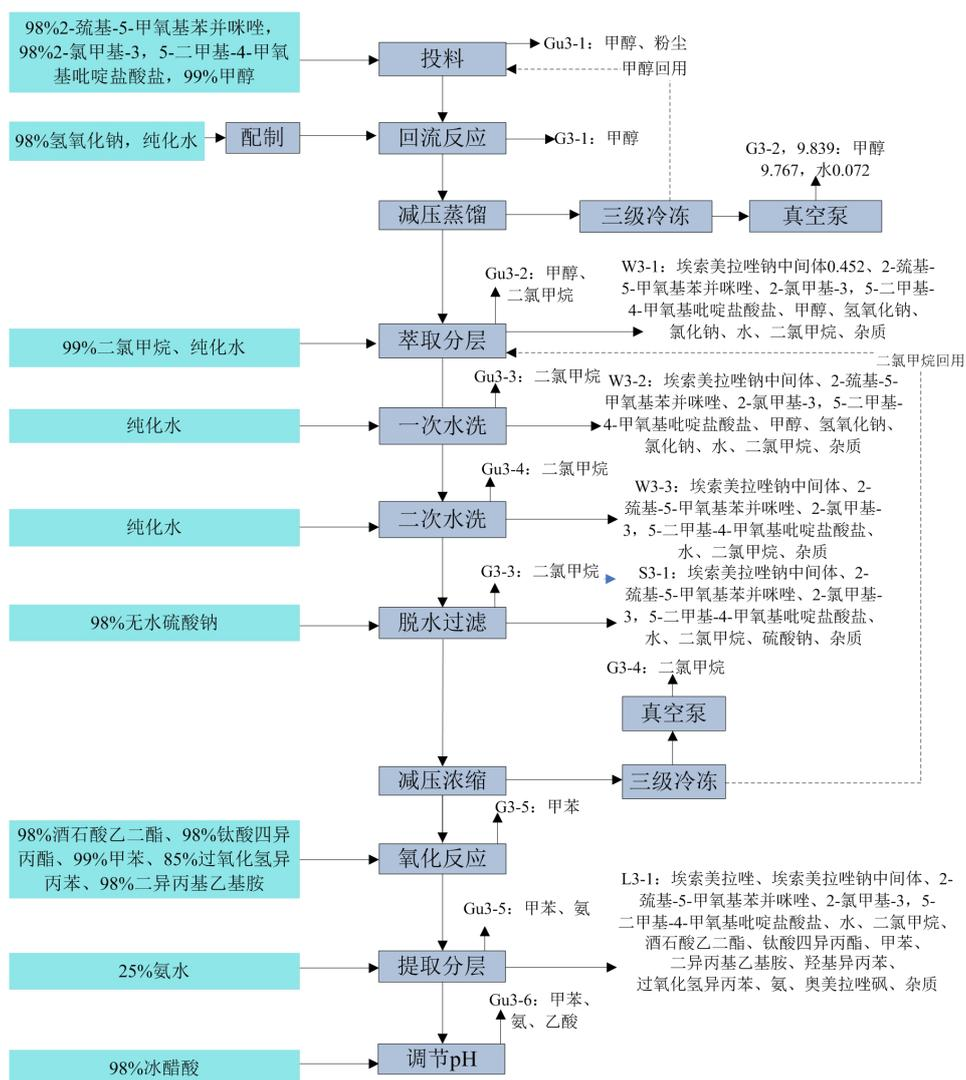 98%2-巯基-5-甲氧基苯并咪唑，
98%2-氯甲基-3，5-二甲基-4-甲氧
基吡啶盐酸盐，99%甲醇
投料
Gu3-1：甲醇、粉尘
甲醇回用
98%氢氧化钠，纯化水
配制
回流反应
G3-1：甲醇
G3-2，9.839：甲醇
9.767，水0.072
减压蒸馏
三级冷冻
真空泵
Gu3-2：甲醇、
二氯甲烷
W3-1：埃索美拉唑钠中间体0.452、2-巯基-
5-甲氧基苯并咪唑、2-氯甲基-3，5-二甲基-
4-甲氧基吡啶盐酸盐、甲醇、氢氧化钠、
氯化钠、水、二氯甲烷、杂质
99%二氯甲烷、纯化水
萃取分层
二氯甲烷回用
Gu3-3：二氯甲烷
W3-2：埃索美拉唑钠中间体、2-巯基-5-
甲氧基苯并咪唑、2-氯甲基-3，5-二甲基-
4-甲氧基吡啶盐酸盐、甲醇、氢氧化钠、
氯化钠、水、二氯甲烷、杂质
纯化水
一次水洗
Gu3-4：二氯甲烷
W3-3：埃索美拉唑钠中间体、2-
巯基-5-甲氧基苯并咪唑、2-氯甲基-
3，5-二甲基-4-甲氧基吡啶盐酸盐、
水、二氯甲烷、杂质
纯化水
二次水洗
G3-3：二氯甲烷
S3-1：埃索美拉唑钠中间体、2-
巯基-5-甲氧基苯并咪唑、2-氯甲基-
3，5-二甲基-4-甲氧基吡啶盐酸盐、
水、二氯甲烷、硫酸钠、杂质
98%无水硫酸钠
脱水过滤
G3-4：二氯甲烷
真空泵
减压浓缩
三级冷冻
G3-5：甲苯
98%酒石酸乙二酯、98%钛酸四异
丙酯、99%甲苯、85%过氧化氢异
丙苯、98%二异丙基乙基胺
氧化反应
Gu3-5：甲苯、氨
L3-1：埃索美拉唑、埃索美拉唑钠中间体、2-
巯基-5-甲氧基苯并咪唑、2-氯甲基-3，5-
二甲基-4-甲氧基吡啶盐酸盐、水、二氯甲烷、
酒石酸乙二酯、钛酸四异丙酯、甲苯、
二异丙基乙基胺、羟基异丙苯、
过氧化氢异丙苯、氨、奥美拉唑砜、杂质
25%氨水
提取分层
Gu3-6：甲苯、
氨、乙酸
98%冰醋酸
调节pH